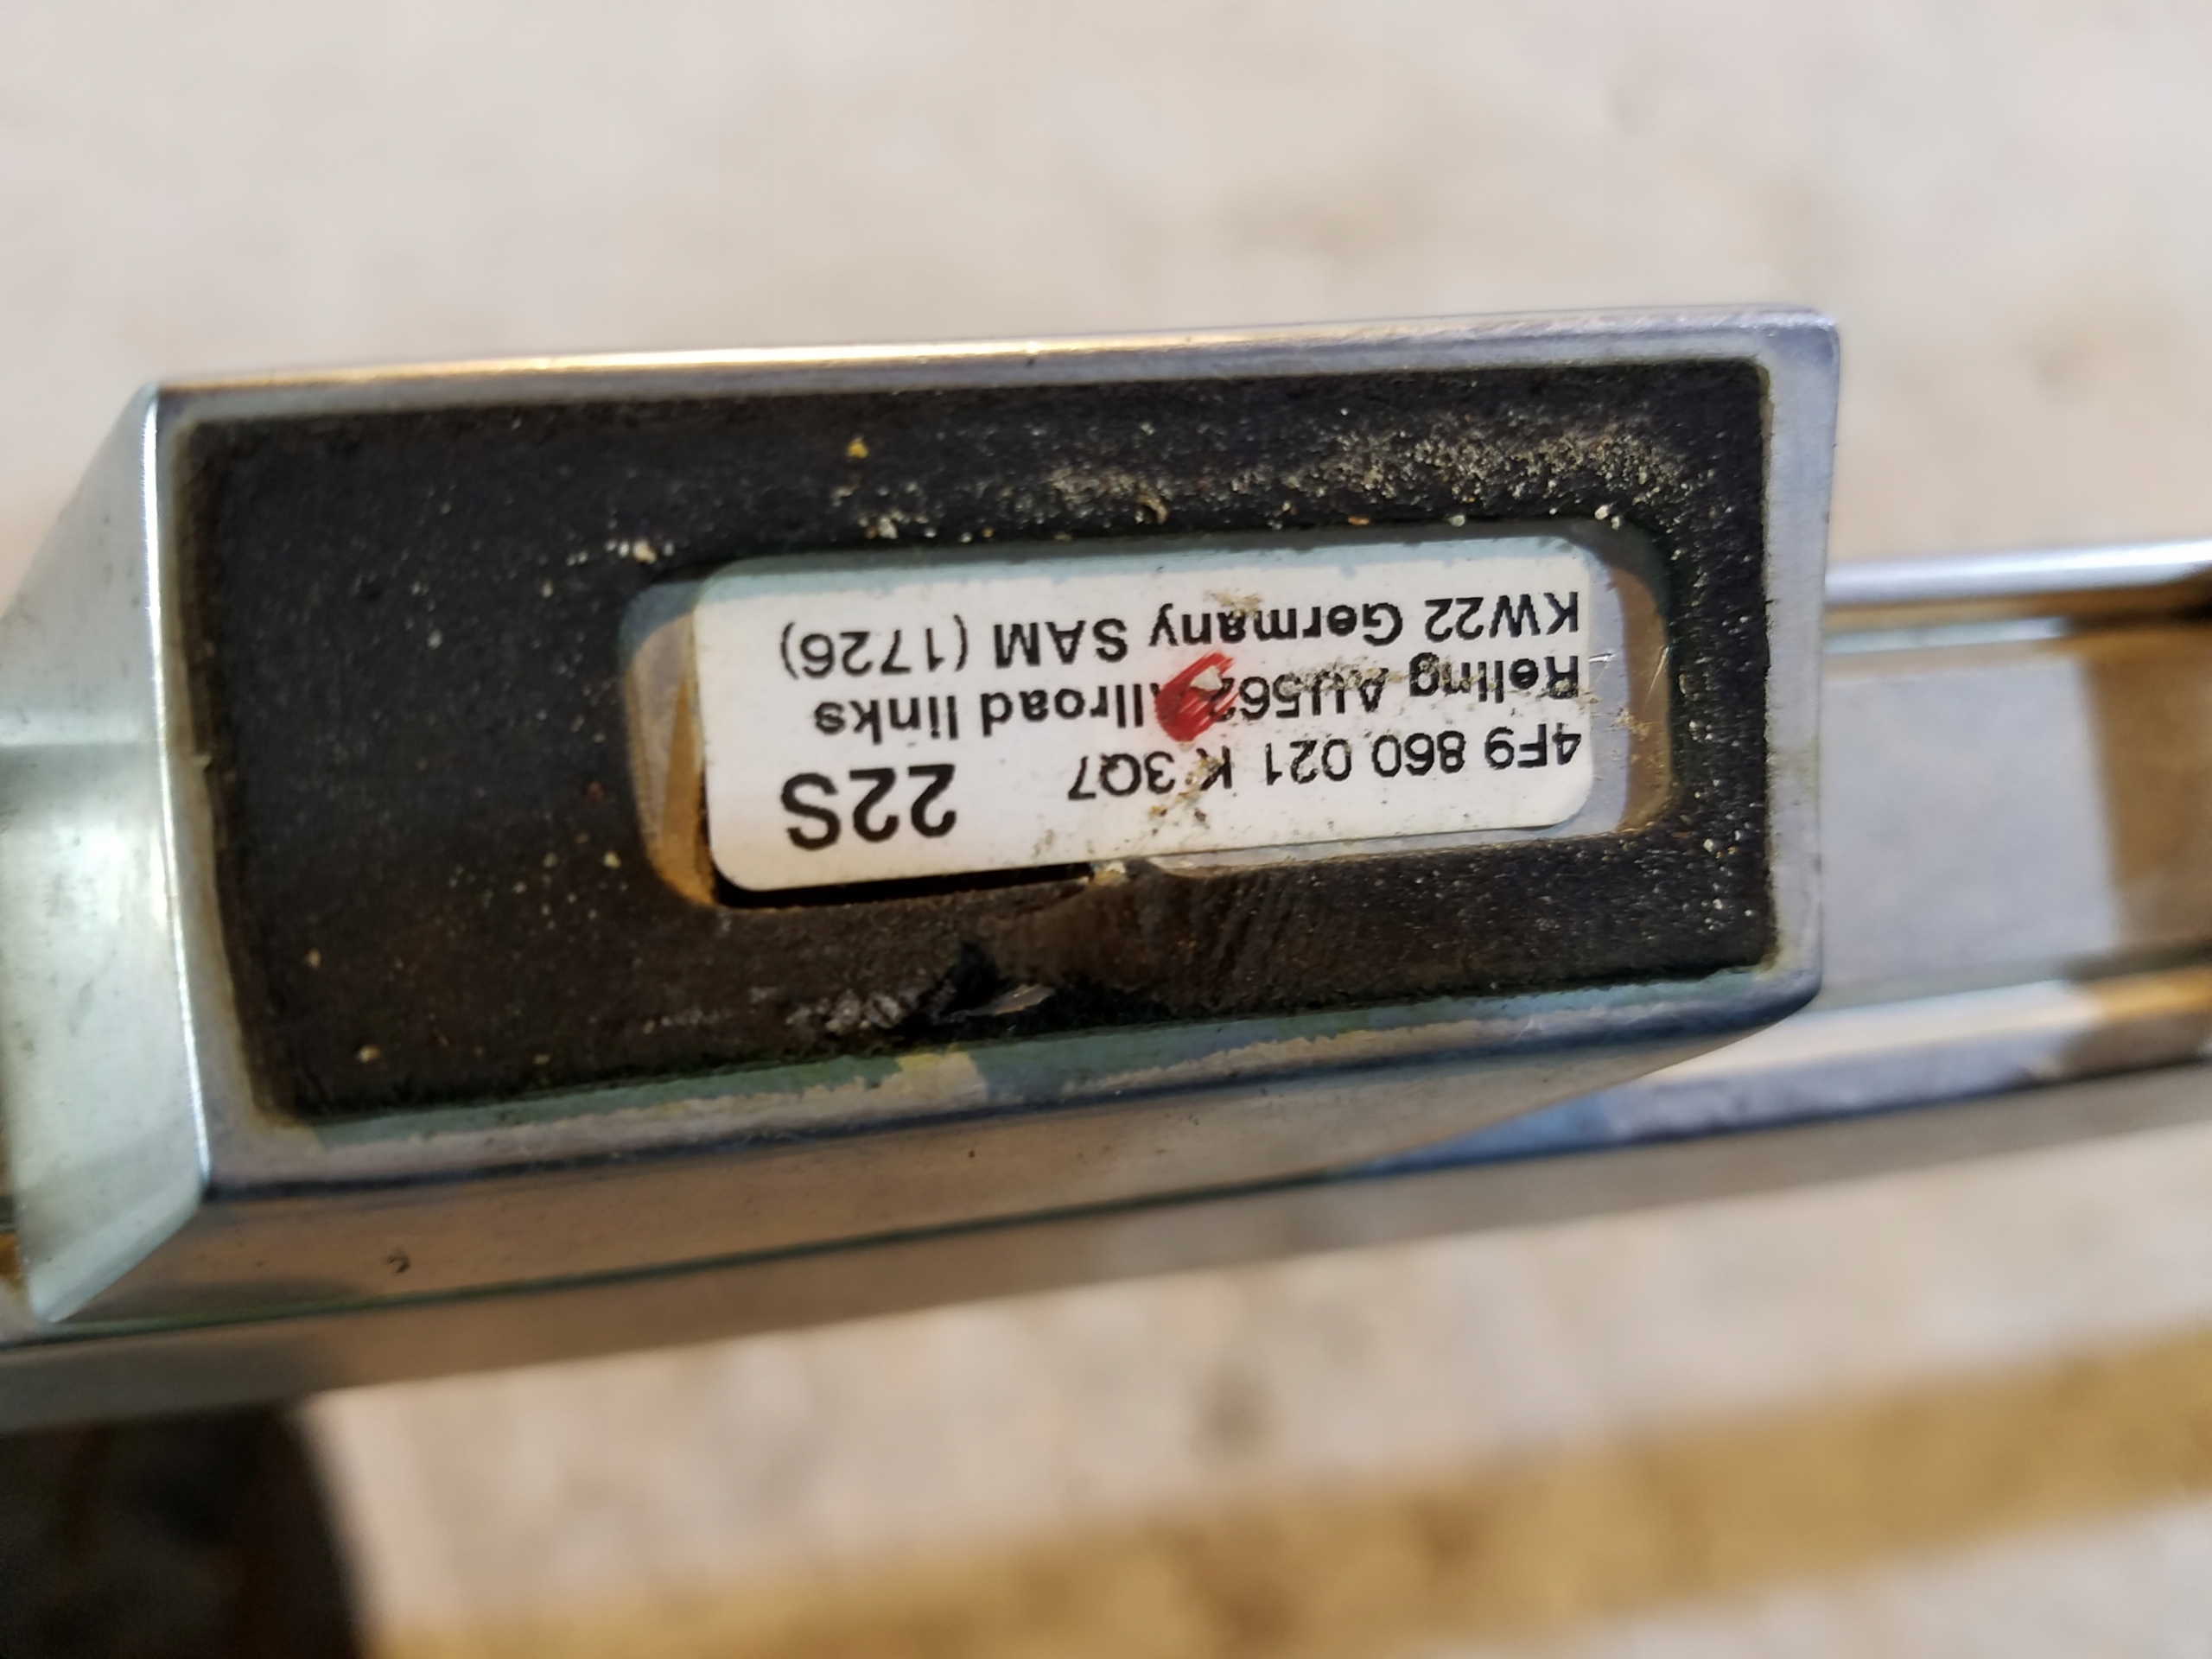 4F9 860 021 K 3Q7 22S
Reling AU562 Allroad links
KW22 Germany SAM (1726)